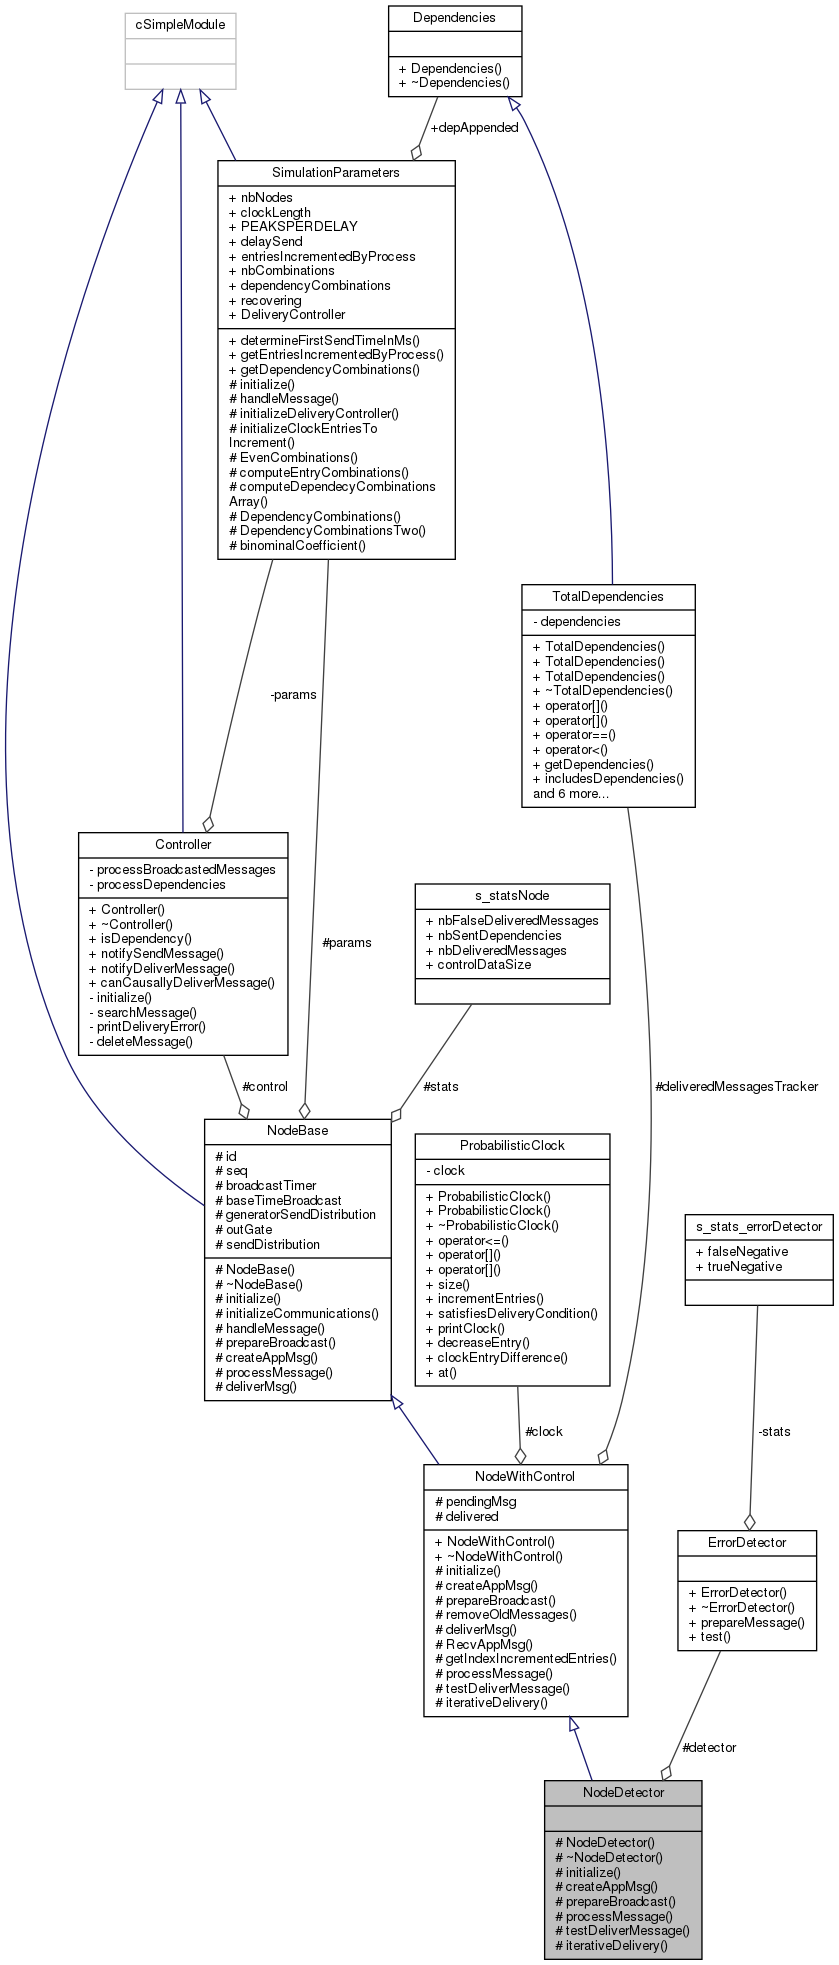 cSimpleModule
Dependencies
+ Dependencies()
+ ~Dependencies()
+depAppended
SimulationParameters
+ nbNodes
+ clockLength
+ PEAKSPERDELAY
+ delaySend
+ entriesIncrementedByProcess
+ nbCombinations
+ dependencyCombinations
+ recovering
+ DeliveryController
+ determineFirstSendTimeInMs()
+ getEntriesIncrementedByProcess()
+ getDependencyCombinations()
# initialize()
# handleMessage()
# initializeDeliveryController()
# initializeClockEntriesTo
Increment()
# EvenCombinations()
# computeEntryCombinations()
# computeDependecyCombinations
Array()
# DependencyCombinations()
# DependencyCombinationsTwo()
# binominalCoefficient()
TotalDependencies
- dependencies
+ TotalDependencies()
+ TotalDependencies()
+ TotalDependencies()
+ ~TotalDependencies()
+ operator[]()
+ operator[]()
+ operator==()
+ operator<()
+ getDependencies()
+ includesDependencies()
and 6 more...
-params
Controller
- processBroadcastedMessages
- processDependencies
+ Controller()
+ ~Controller()
+ isDependency()
+ notifySendMessage()
+ notifyDeliverMessage()
+ canCausallyDeliverMessage()
- initialize()
- searchMessage()
- printDeliveryError()
- deleteMessage()
#params
s_statsNode
+ nbFalseDeliveredMessages
+ nbSentDependencies
+ nbDeliveredMessages
+ controlDataSize
#control
#stats
#deliveredMessagesTracker
NodeBase
# id
# seq
# broadcastTimer
# baseTimeBroadcast
# generatorSendDistribution
# outGate
# sendDistribution
# NodeBase()
# ~NodeBase()
# initialize()
# initializeCommunications()
# handleMessage()
# prepareBroadcast()
# createAppMsg()
# processMessage()
# deliverMsg()
ProbabilisticClock
- clock
+ ProbabilisticClock()
+ ProbabilisticClock()
+ ~ProbabilisticClock()
+ operator<=()
+ operator[]()
+ operator[]()
+ size()
+ incrementEntries()
+ satisfiesDeliveryCondition()
+ printClock()
+ decreaseEntry()
+ clockEntryDifference()
+ at()
s_stats_errorDetector
+ falseNegative
+ trueNegative
#clock
-stats
NodeWithControl
# pendingMsg
# delivered
+ NodeWithControl()
+ ~NodeWithControl()
# initialize()
# createAppMsg()
# prepareBroadcast()
# removeOldMessages()
# deliverMsg()
# RecvAppMsg()
# getIndexIncrementedEntries()
# processMessage()
# testDeliverMessage()
# iterativeDelivery()
ErrorDetector
+ ErrorDetector()
+ ~ErrorDetector()
+ prepareMessage()
+ test()
#detector
NodeDetector
# NodeDetector()
# ~NodeDetector()
# initialize()
# createAppMsg()
# prepareBroadcast()
# processMessage()
# testDeliverMessage()
# iterativeDelivery()